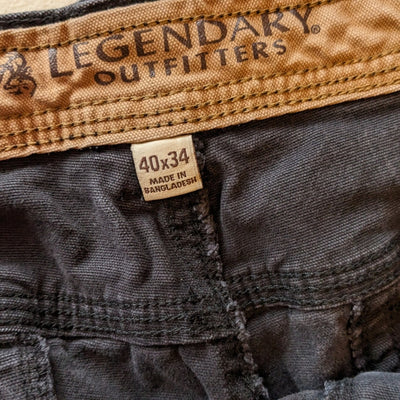 LEGENDARY®
OUTFITTERS
40x34
MADE IN
BANGLADESH